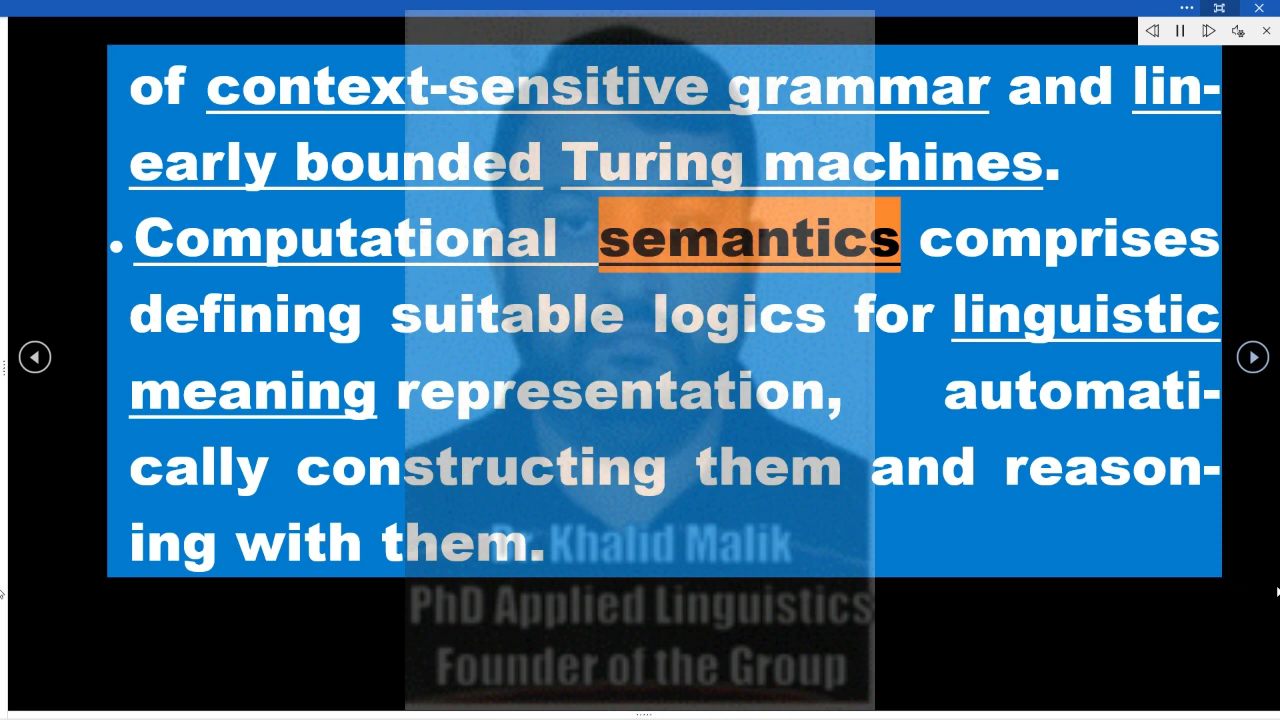 of context-sensitive grammar and lin-
early bounded Turing machines.
• Computational semantics comprises
defining suitable logics for linguistic
meaning representation, automati-
cally constructing them and reason-
ing with them.
Dr. Khalid Malik
PhD Applied Linguistics
Founder of the Group